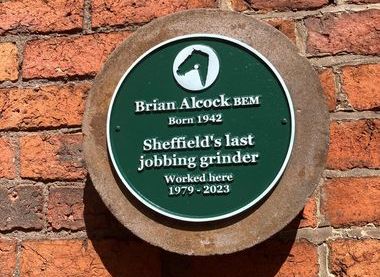 Brian Alcock BEM
Born 1942
Sheffield's last
jobbing grinder
Worked here
1979 - 2023